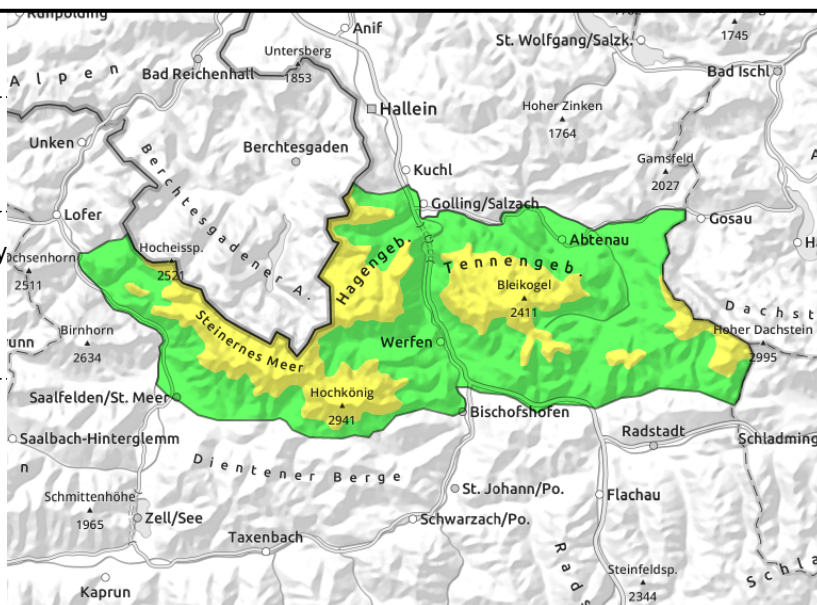 Ruhpolding
Anif
1745
St. Wolfgang/Salzk.
Untersberg
1853
Bad Reichenhall
Bad Ischl
Alpen
Hallein
Hoher Zinken
1764
Unken
Berchtesgaden
Kuchl
Gamsfeld
2027
Berchtesgadener A.
Golling/Salzach
Lofer
Gosau
Hocheissp.
2521
Abtenau
Hagengeb.
Tennengeb.
2511
Bleikogel
2411
Dachst
Steinernes Meer
Birnhorn
2634
Werfen
Hoher Dachstein
2995
Hochkönig
2941
Saalfelden/St. Meer
Bischofshofen
Saalbach-Hinterglemm
Radstadt
Schladming
n
Dientener Berge
Schmittenhöhe
1965
St. Johann/Po.
Flachau
Zell/See
Schwarzach/Po.
Taxenbach
Rads
Steinfeldsp.
2344
Schla
Kaprun